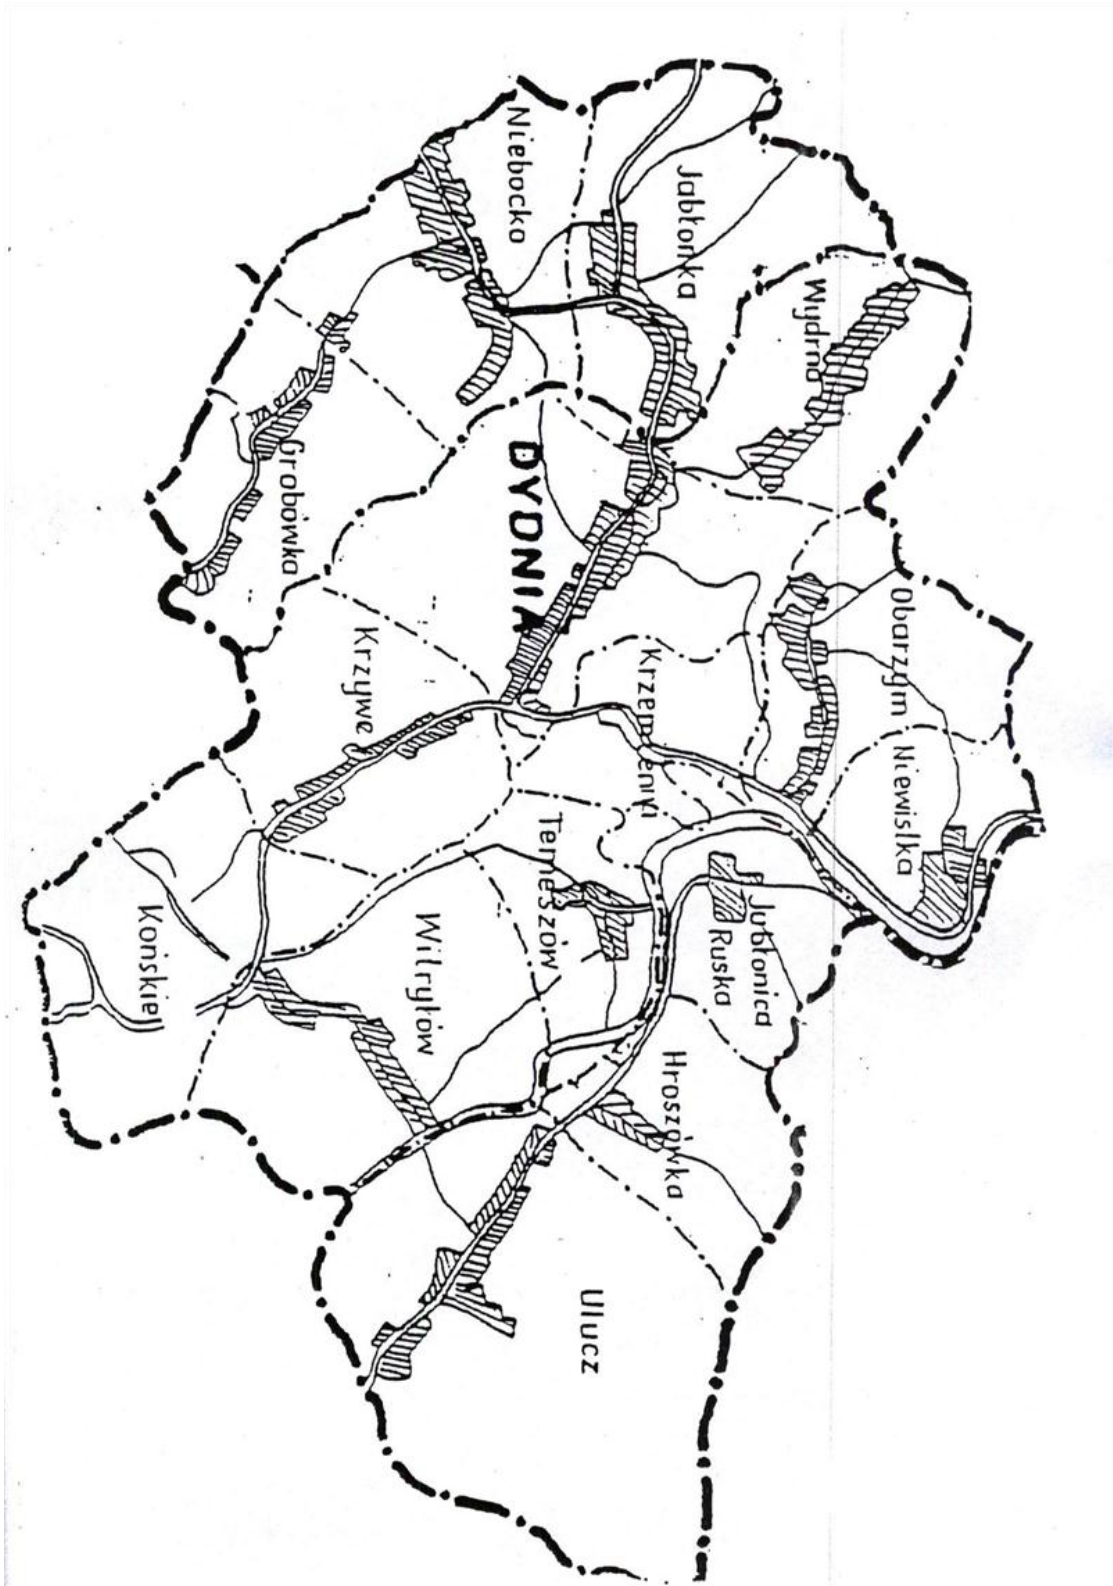 Niebocko
Jabłonka
Wydrna
Grabówka
DYDNIA
Obarzym
Krzywe
Krzemienna
Niewistka
Temeszów
Jabłonica
Ruska
Końskie
Witryłów
Hroszówka
Ulucz